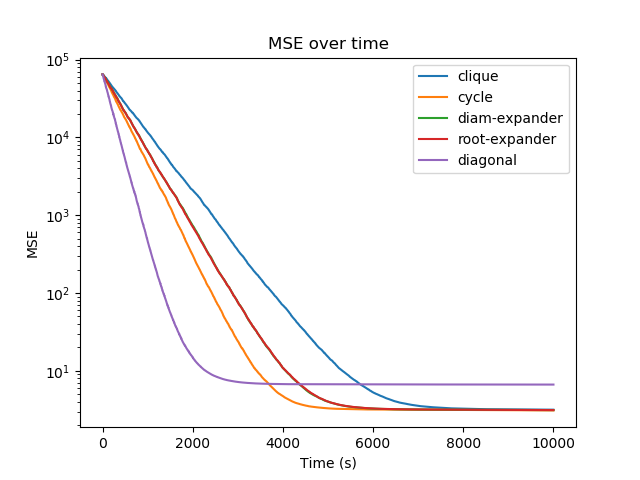 MSE over time
MSE
10^5
10^4
10^3
10^2
10^1
clique
cycle
diam-expander
root-expander
diagonal
0 2000 4000 6000 8000 10000
Time (s)